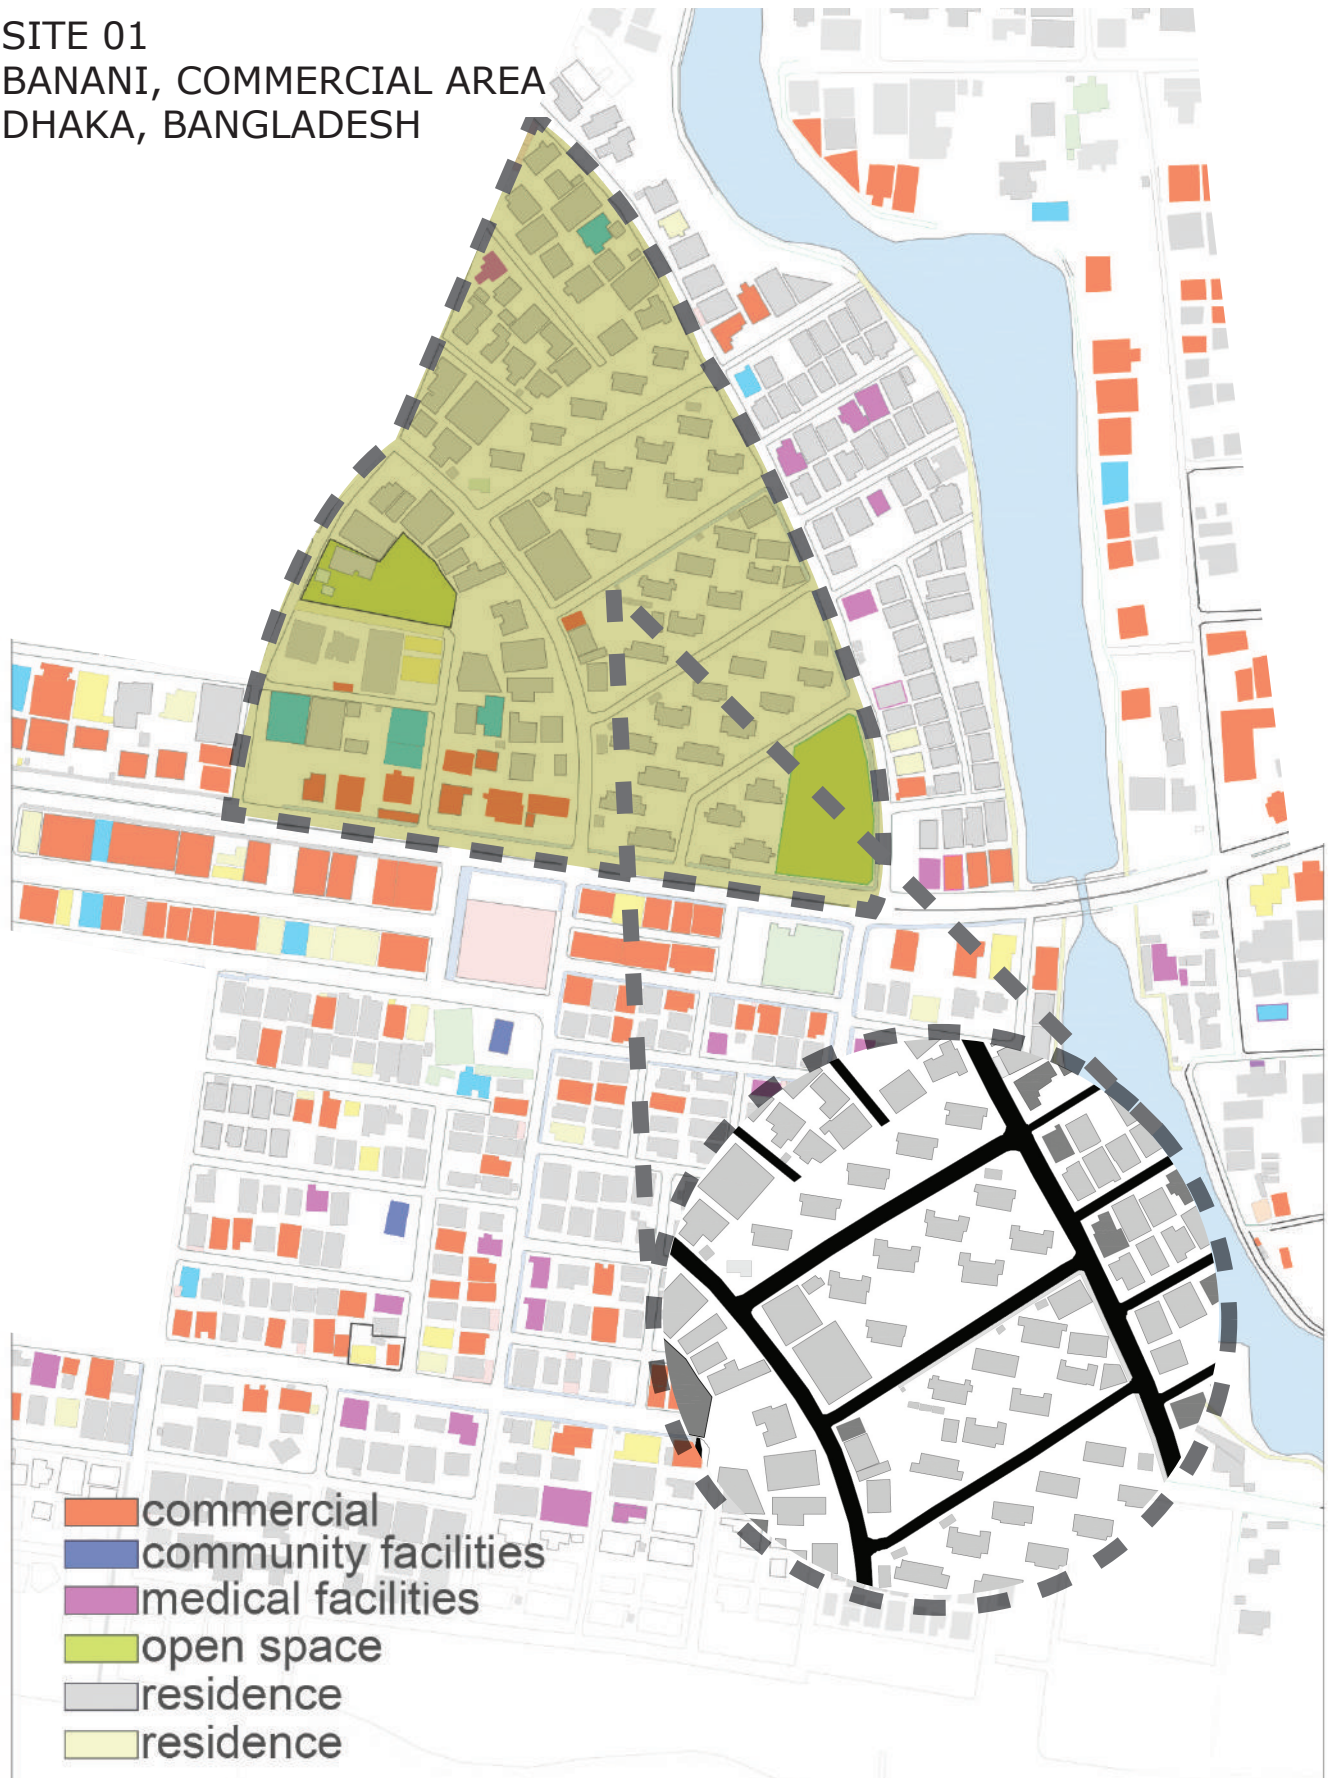 SITE 01
BANANI, COMMERCIAL AREA
DHAKA, BANGLADESH
commercial
community facilities
medical facilities
open space
residence
residence